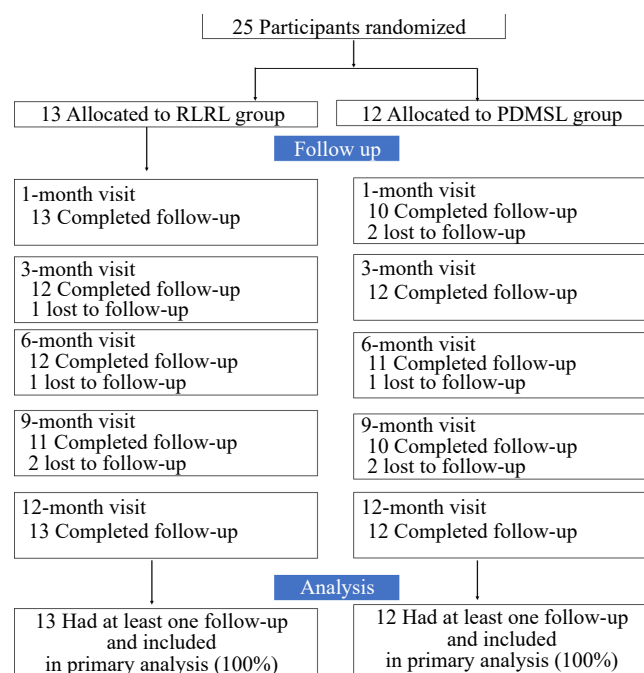 25 Participants randomized
13 Allocated to RLRL group
12 Allocated to PDMSL group
Follow up
1-month visit
13 Completed follow-up
1-month visit
10 Completed follow-up
2 lost to follow-up
3-month visit
12 Completed follow-up
1 lost to follow-up
3-month visit
12 Completed follow-up
6-month visit
12 Completed follow-up
1 lost to follow-up
6-month visit
11 Completed follow-up
1 lost to follow-up
9-month visit
11 Completed follow-up
2 lost to follow-up
9-month visit
10 Completed follow-up
2 lost to follow-up
12-month visit
13 Completed follow-up
12-month visit
12 Completed follow-up
Analysis
13 Had at least one follow-up
and included
in primary analysis (100%)
12 Had at least one follow-up
and included
in primary analysis (100%)